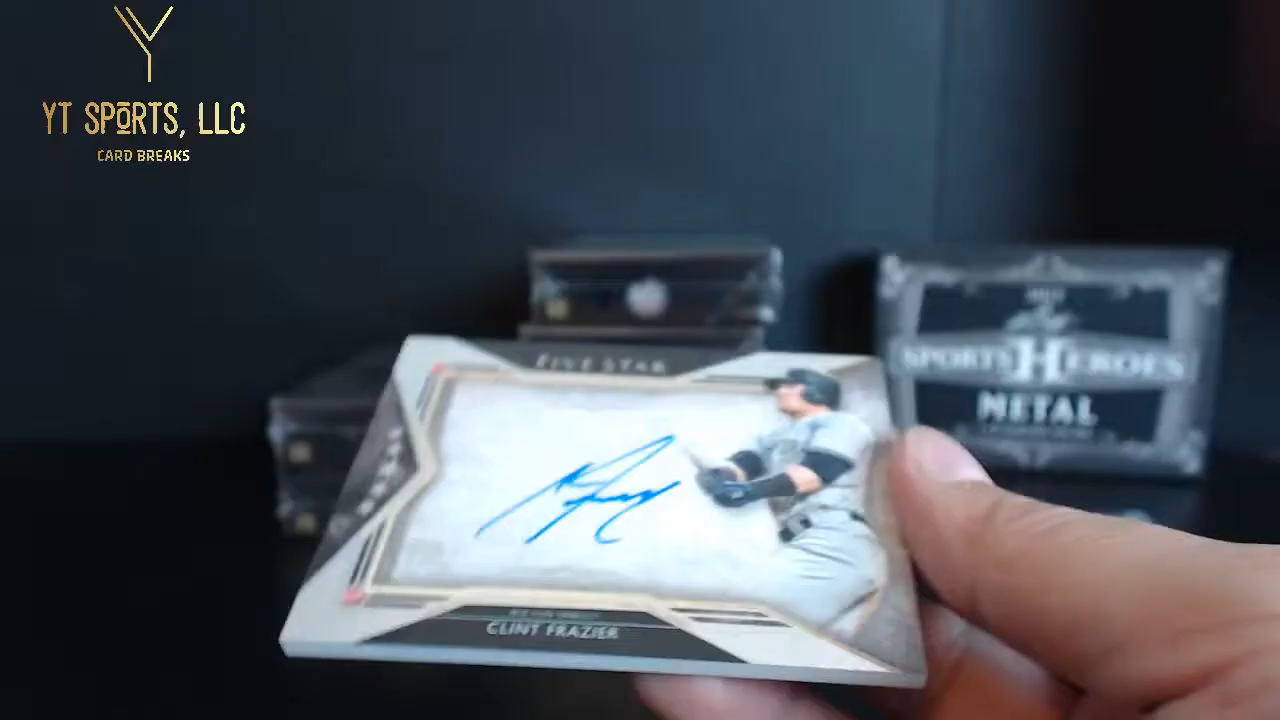 YT SPORTS, LLC
CARD BREAKS
FIVE STAR
CLINT FRAZIER
SPORTS HEROES
METAL